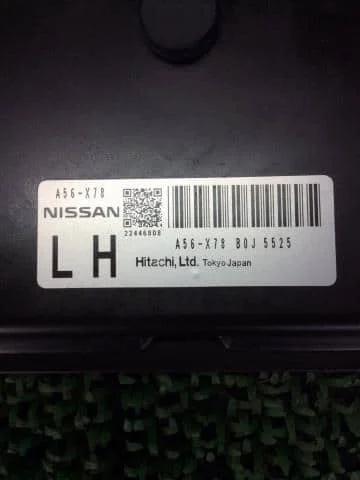 A56-X78
NISSAN
22446808
A56-X78 B0J 5525
LH
Hitachi, Ltd. Tokyo Japan